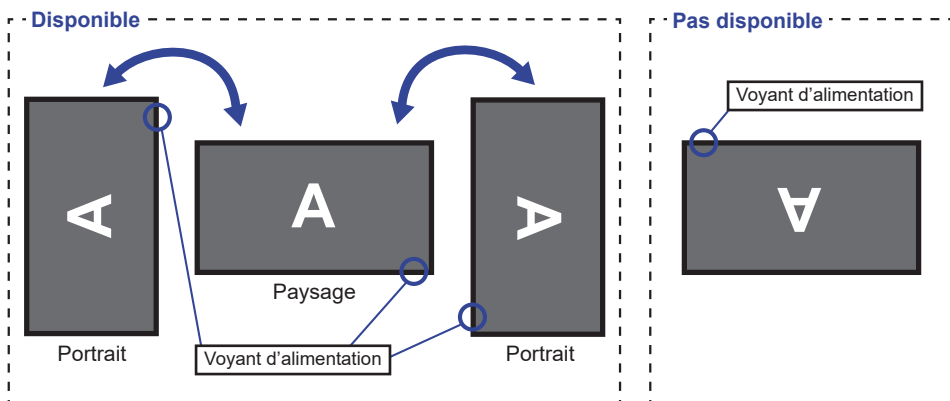 Disponible
Pas disponible
Voyant d’alimentation
A
A
A
A
Paysage
Portrait
Voyant d’alimentation
Portrait